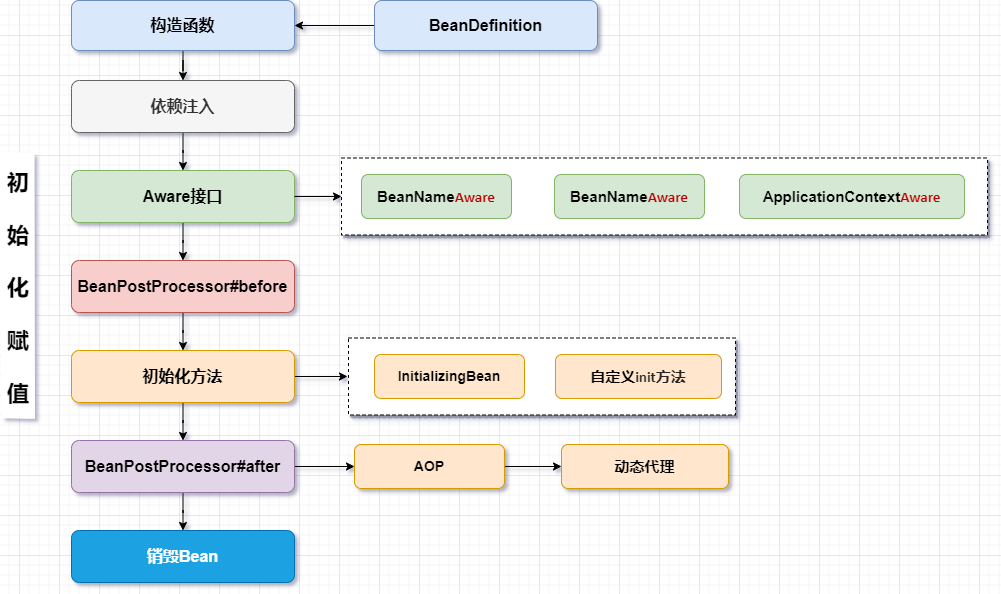 构造函数
BeanDefinition
依赖注入
初始化赋值
Aware接口
BeanNameAware
BeanNameAware
ApplicationContextAware
BeanPostProcessor#before
初始化方法
InitializingBean
自定义init方法
BeanPostProcessor#after
AOP
动态代理
销毁Bean